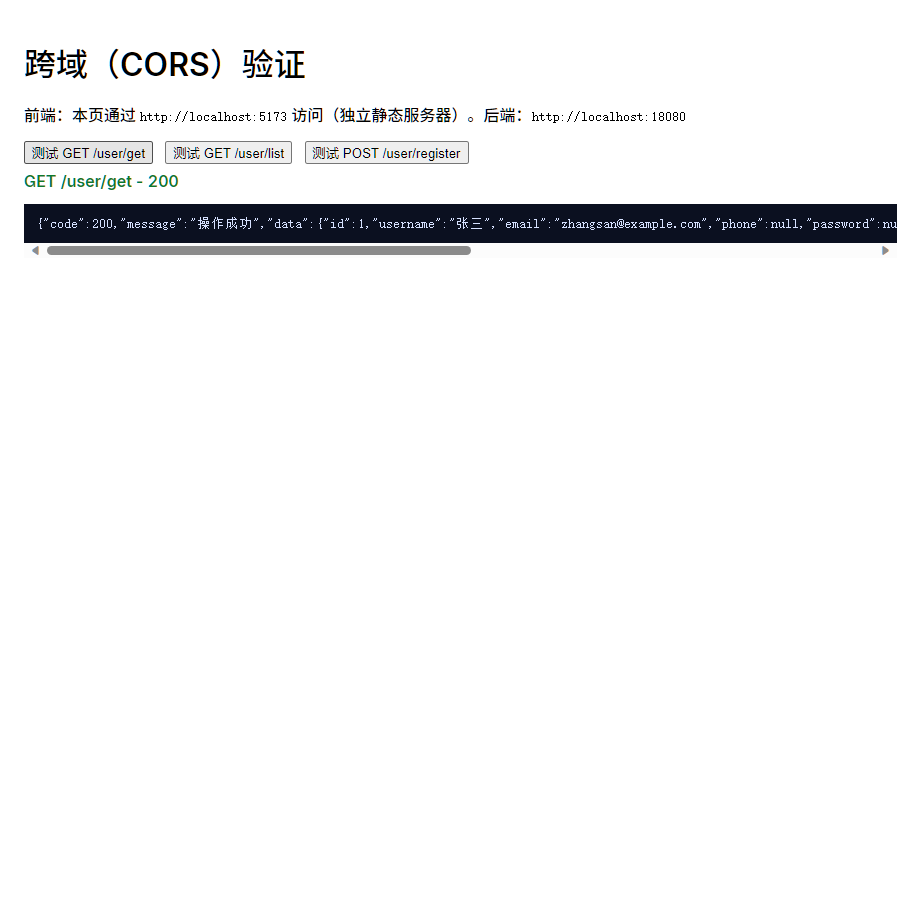 跨域（CORS）验证
前端：本页通过 http://localhost:5173 访问（独立静态服务器）。后端：http://localhost:18080
测试 GET /user/get 测试 GET /user/list 测试 POST /user/register
GET /user/get - 200
{"code":200,"message":"操作成功","data":{"id":1,"username":"张三","email":"zhangsan@example.com","phone":null,"password":nu